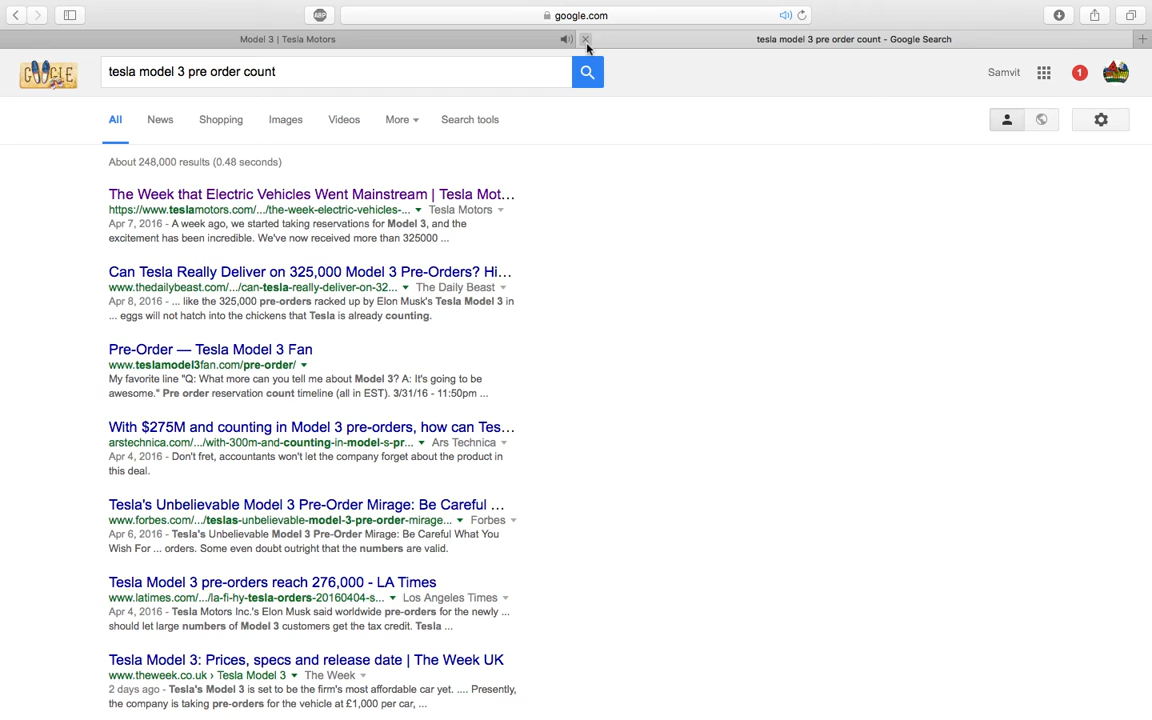 ABP
google.com
Model 3 | Tesla Motors
tesla model 3 pre order count - Google Search
GOOGLE
tesla model 3 pre order count
Samvit
1
All
News
Shopping
Images
Videos
More
Search tools
About 248,000 results (0.48 seconds)
The Week that Electric Vehicles Went Mainstream | Tesla Mot...
https://www.teslamotors.com/.../the-week-electric-vehicles-... Tesla Motors
Apr 7, 2016 - A week ago, we started taking reservations for Model 3, and the
excitement has been incredible. We've now received more than 325000 ...
Can Tesla Really Deliver on 325,000 Model 3 Pre-Orders? Hi...
www.thedailybeast.com/.../can-tesla-really-deliver-on-32... The Daily Beast
Apr 8, 2016 - ... like the 325,000 pre-orders racked up by Elon Musk's Tesla Model 3 in
... eggs will not hatch into the chickens that Tesla is already counting.
Pre-Order — Tesla Model 3 Fan
www.teslamodel3fan.com/pre-order/
My favorite line "Q: What more can you tell me about Model 3? A: It's going to be
awesome." Pre order reservation count timeline (all in EST). 3/31/16 - 11:50pm ...
With $275M and counting in Model 3 pre-orders, how can Tes...
arstechnica.com/.../with-300m-and-counting-in-model-s-pr... Ars Technica
Apr 4, 2016 - Don't fret, accountants won't let the company forget about the product in
this deal.
Tesla's Unbelievable Model 3 Pre-Order Mirage: Be Careful ...
www.forbes.com/.../teslas-unbelievable-model-3-pre-order-mirage... Forbes
Apr 6, 2016 - Tesla's Unbelievable Model 3 Pre-Order Mirage: Be Careful What You
Wish For ... orders. Some even doubt outright that the numbers are valid.
Tesla Model 3 pre-orders reach 276,000 - LA Times
www.latimes.com/.../la-fi-hy-tesla-orders-20160404-s... Los Angeles Times
Apr 4, 2016 - Tesla Motors Inc.'s Elon Musk said worldwide pre-orders for the newly ...
should let large numbers of Model 3 customers get the tax credit. Tesla ...
Tesla Model 3: Prices, specs and release date | The Week UK
www.theweek.co.uk › Tesla Model 3 The Week
2 days ago - Tesla's Model 3 is set to be the firm's most affordable car yet. .... Presently,
the company is taking pre-orders for the vehicle at £1,000 per car, ...